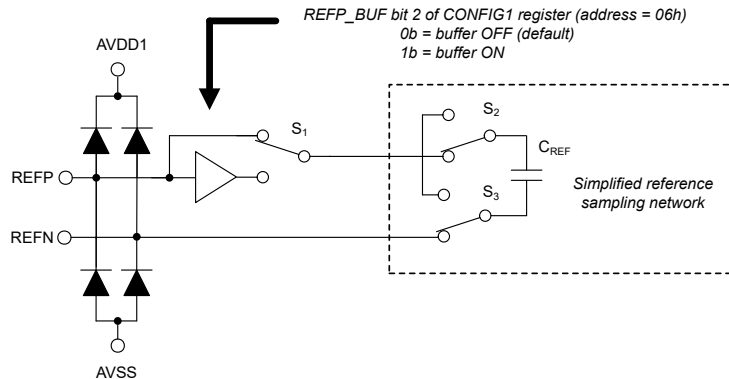 REFP_BUF bit 2 of CONFIG1 register (address = 06h)
0b = buffer OFF (default)
1b = buffer ON
AVDD1
S1
S2
CREF
REFP
S3
Simplified reference
sampling network
REFN
AVSS